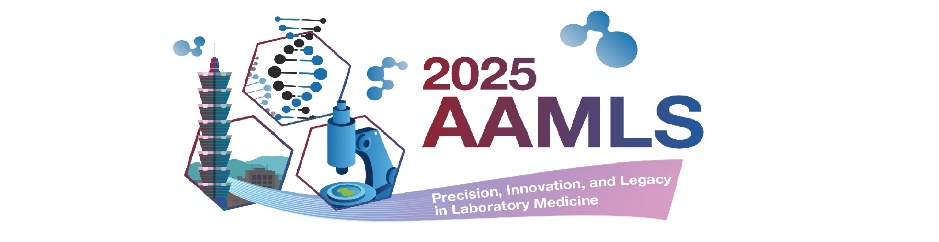 2025
AAMLS
Precision, Innovation, and Legacy
in Laboratory Medicine